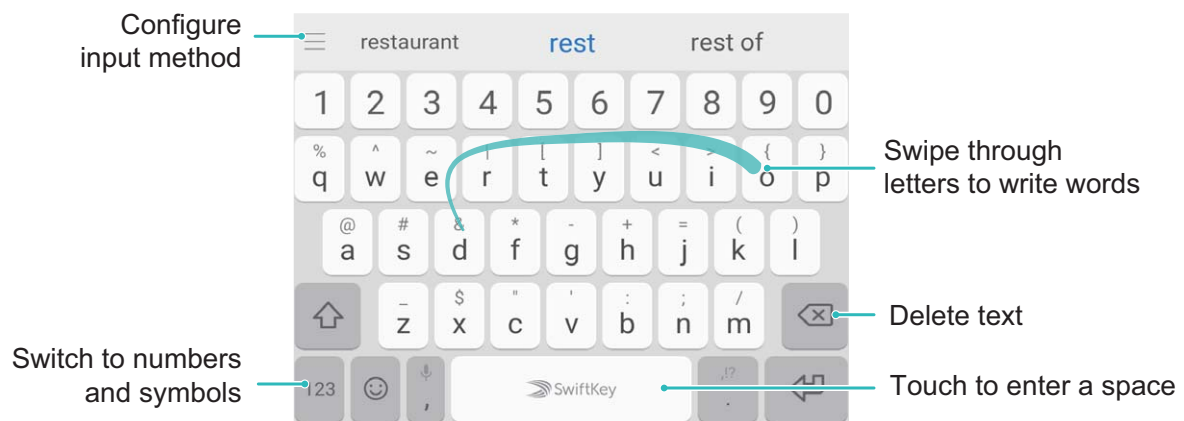 Configure
input method
restaurant rest rest of
1 2 3 4 5 6 7 8 9 0
% ^ ~ | [ ] < > { }
q w e r t y u i o p
Swipe through
letters to write words
@ # & * - + = ( )
a s d f g h j k l
_ $ " ' : ; /
z x c v b n m
Delete text
Switch to numbers
and symbols
123 , SwiftKey ,!? .
Touch to enter a space